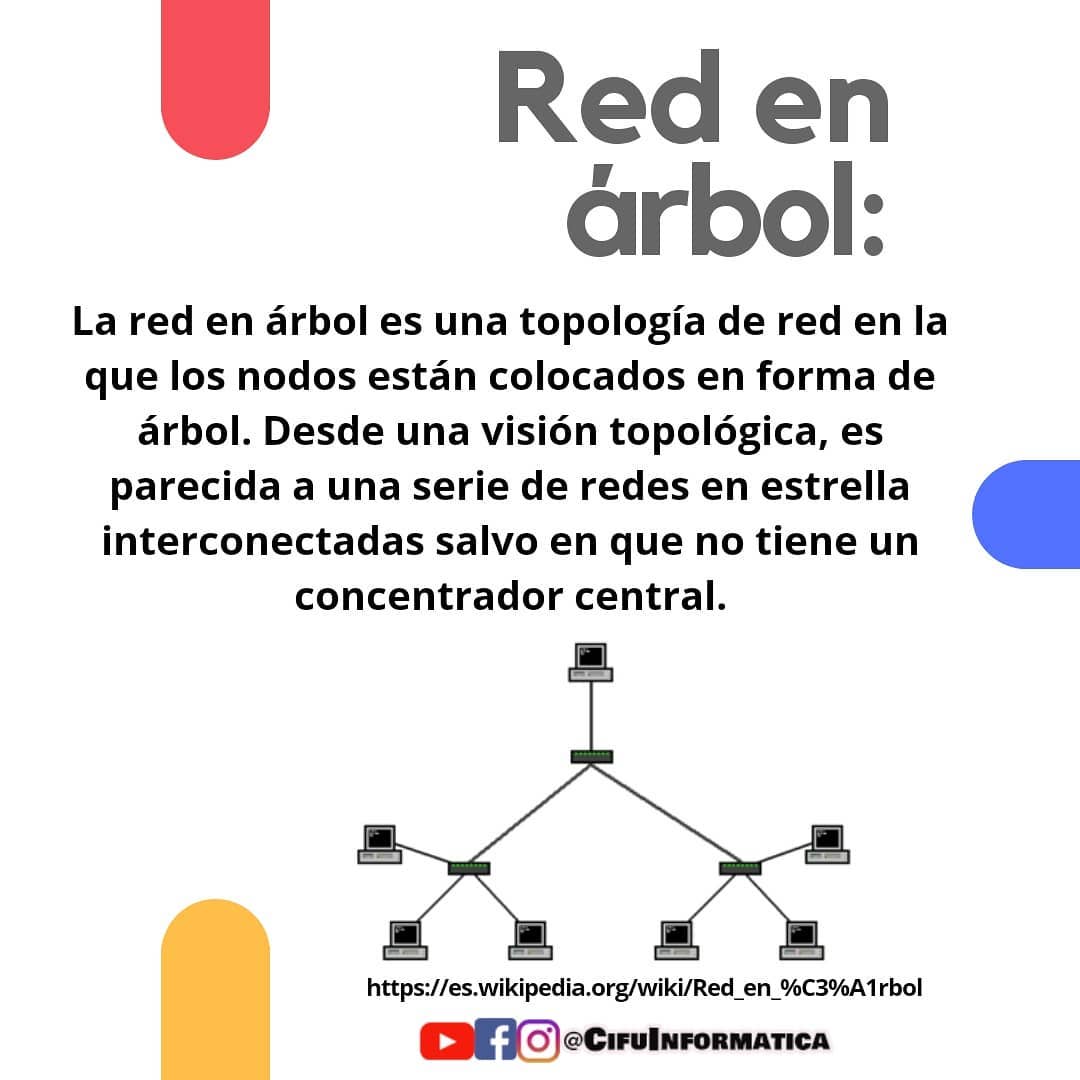 Red en
árbol:
La red en árbol es una topología de red en la
que los nodos están colocados en forma de
árbol. Desde una visión topológica, es
parecida a una serie de redes en estrella
interconectadas salvo en que no tiene un
concentrador central.
https://es.wikipedia.org/wiki/Red_en_%C3%A1rbol
@CifuInformatica